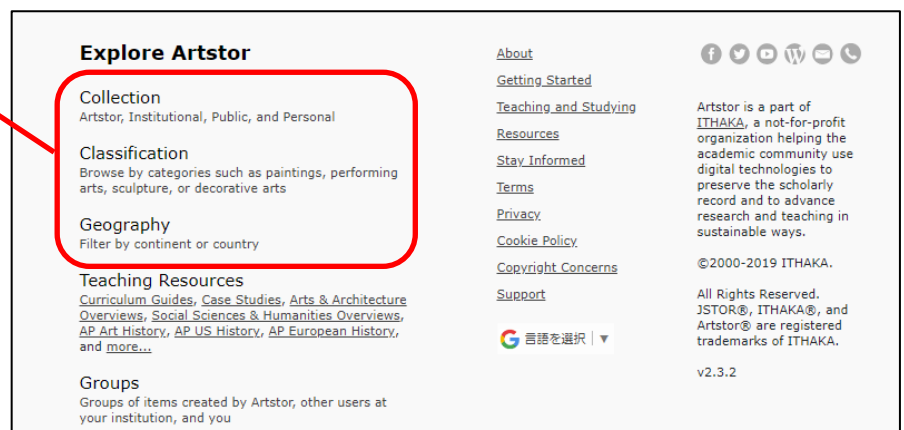 Explore Artstor
Collection
Artstor, Institutional, Public, and Personal
Classification
Browse by categories such as paintings, performing
arts, sculpture, or decorative arts
Geography
Filter by continent or country
Teaching Resources
Curriculum Guides, Case Studies, Arts & Architecture
Overviews, Social Sciences & Humanities Overviews,
AP Art History, AP US History, AP European History,
and more...
Groups
Groups of items created by Artstor, other users at
your institution, and you
About
Getting Started
Teaching and Studying
Resources
Stay Informed
Terms
Privacy
Cookie Policy
Copyright Concerns
Support
言語を選択
Artstor is a part of
ITHAKA, a not-for-profit
organization helping the
academic community use
digital technologies to
preserve the scholarly
record and to advance
research and teaching in
sustainable ways.
©2000-2019 ITHAKA.
All Rights Reserved.
JSTOR®, ITHAKA®, and
Artstor® are registered
trademarks of ITHAKA.
v2.3.2